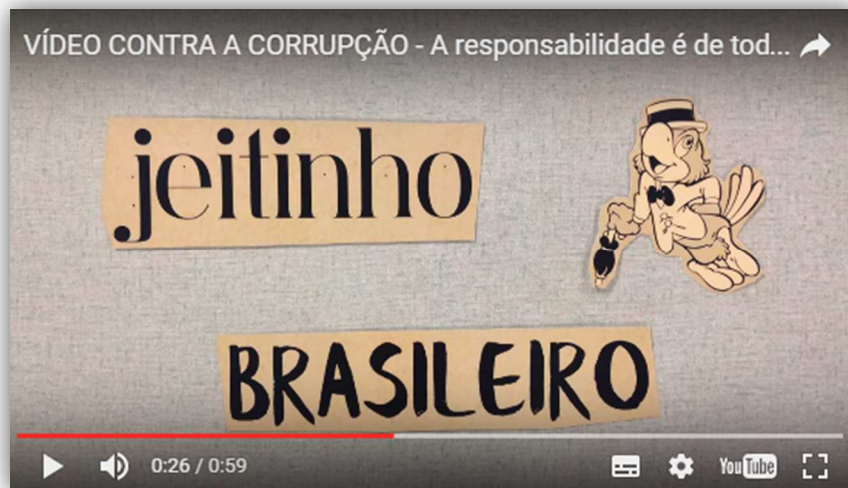 VÍDEO CONTRA A CORRUPÇÃO - A responsabilidade é de tod...
jeitinho
BRASILEIRO
0:26 / 0:59
YouTube